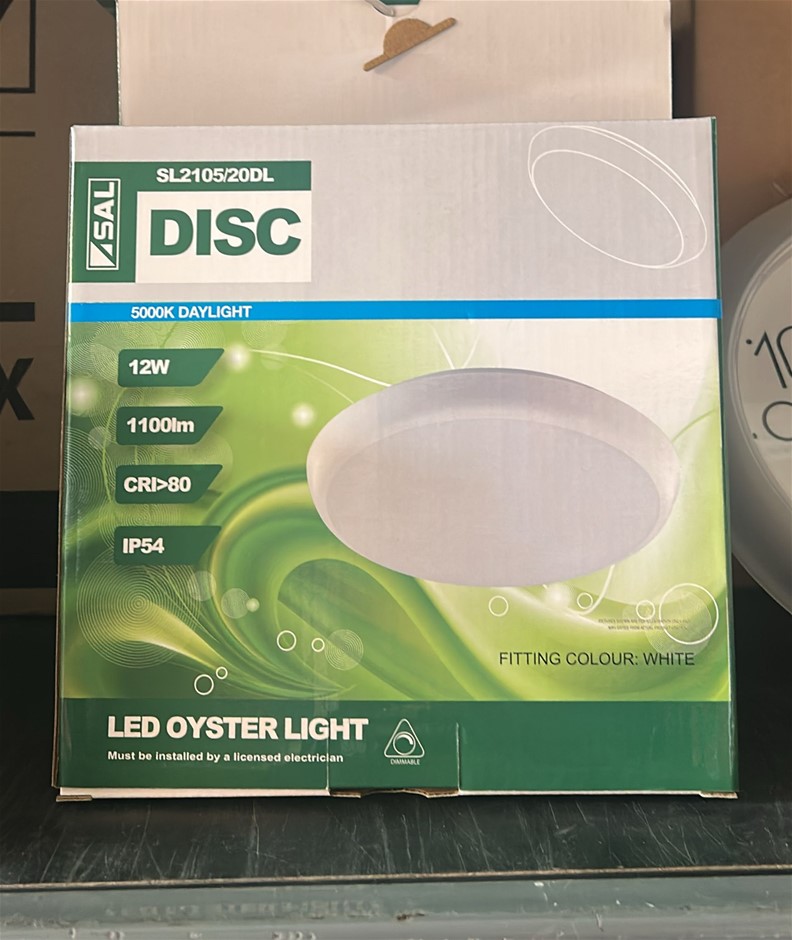 SL2105/20DL
SAL
DISC
5000K DAYLIGHT
12W
1100lm
CRI>80
IP54
FITTING COLOUR: WHITE
LED OYSTER LIGHT
Must be installed by a licensed electrician
DIMMABLE
X
10